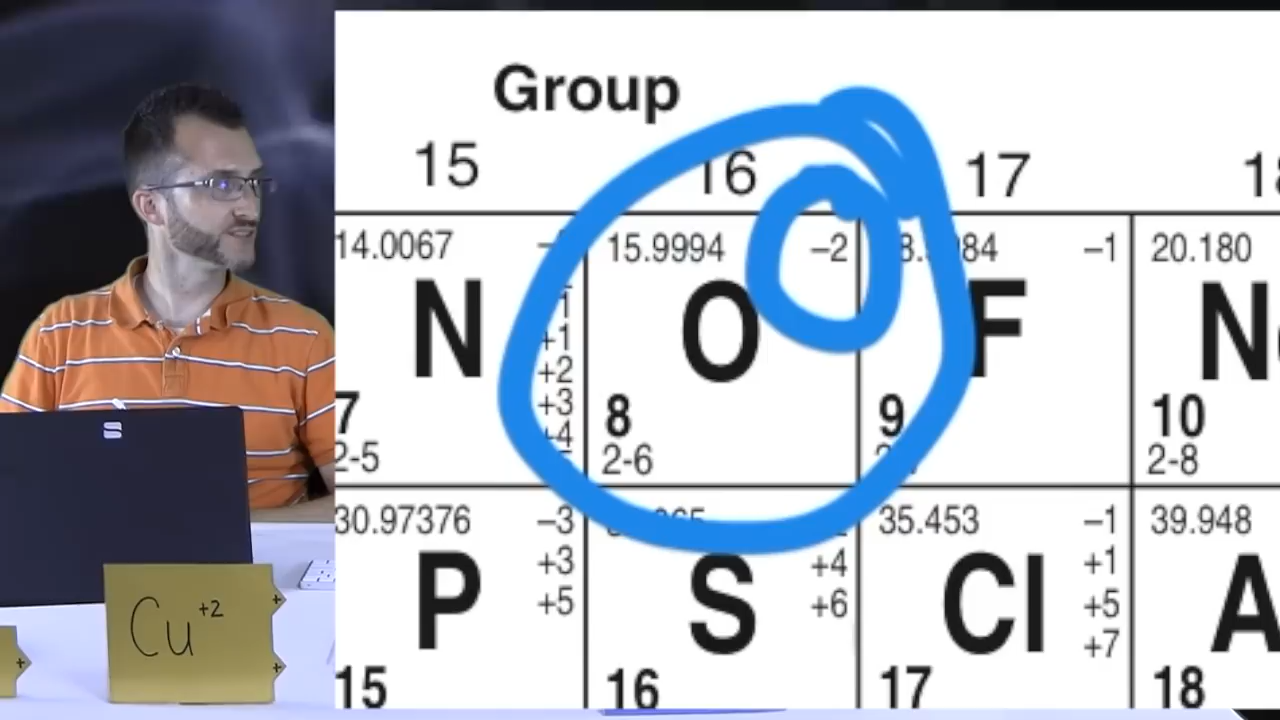 Group
15 16 17
14.0067 15.9994 –2 –1 20.180
N O F
+1
+2
+3
7 8 9 10
2-5 2-6 2-8
30.97376 –3 35.453 –1 39.948
P +3 S +4 Cl +1 A
+5 +6 +5
+7
15 16 17 18
Cu+2
+
+
+